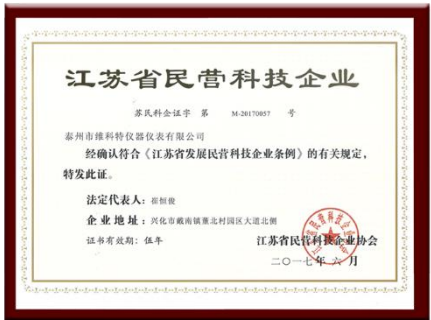 江苏省民营科技企业
苏民科企证字 第 M-20170057 号
泰州市维科特仪器仪表有限公司
经确认符合《江苏省发展民营科技企业条例》的有关规定，
特发此证。
法定代表人：崔恒俊
企业地址：兴化市戴南镇董北村园区大道北侧
证书有效期：伍年
江苏省民营科技企业协会
二〇一七年六月